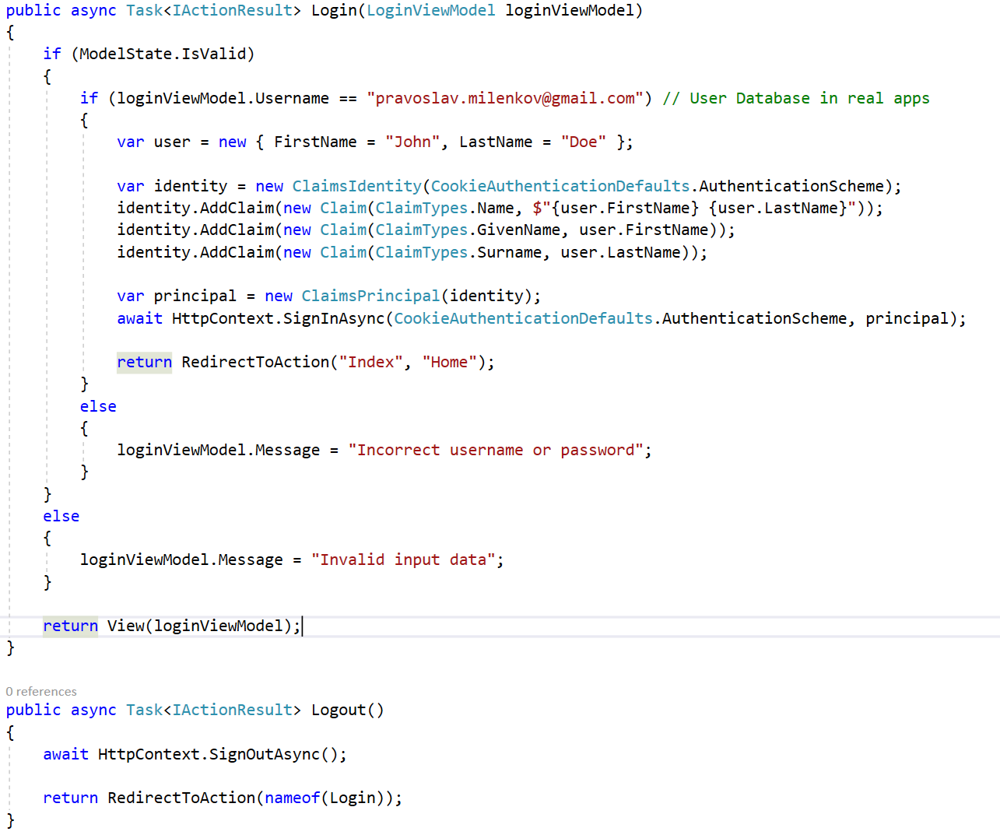 public async Task<IActionResult> Login(LoginViewModel loginViewModel)
{
    if (ModelState.IsValid)
    {
        if (loginViewModel.Username == "pravoslav.milenkov@gmail.com") // User Database in real apps
        {
            var user = new { FirstName = "John", LastName = "Doe" };

            var identity = new ClaimsIdentity(CookieAuthenticationDefaults.AuthenticationScheme);
            identity.AddClaim(new Claim(ClaimTypes.Name, $"{user.FirstName} {user.LastName}"));
            identity.AddClaim(new Claim(ClaimTypes.GivenName, user.FirstName));
            identity.AddClaim(new Claim(ClaimTypes.Surname, user.LastName));

            var principal = new ClaimsPrincipal(identity);
            await HttpContext.SignInAsync(CookieAuthenticationDefaults.AuthenticationScheme, principal);

            return RedirectToAction("Index", "Home");
        }
        else
        {
            loginViewModel.Message = "Incorrect username or password";
        }
    }
    else
    {
        loginViewModel.Message = "Invalid input data";
    }

    return View(loginViewModel);
}

0 references
public async Task<IActionResult> Logout()
{
    await HttpContext.SignOutAsync();

    return RedirectToAction(nameof(Login));
}